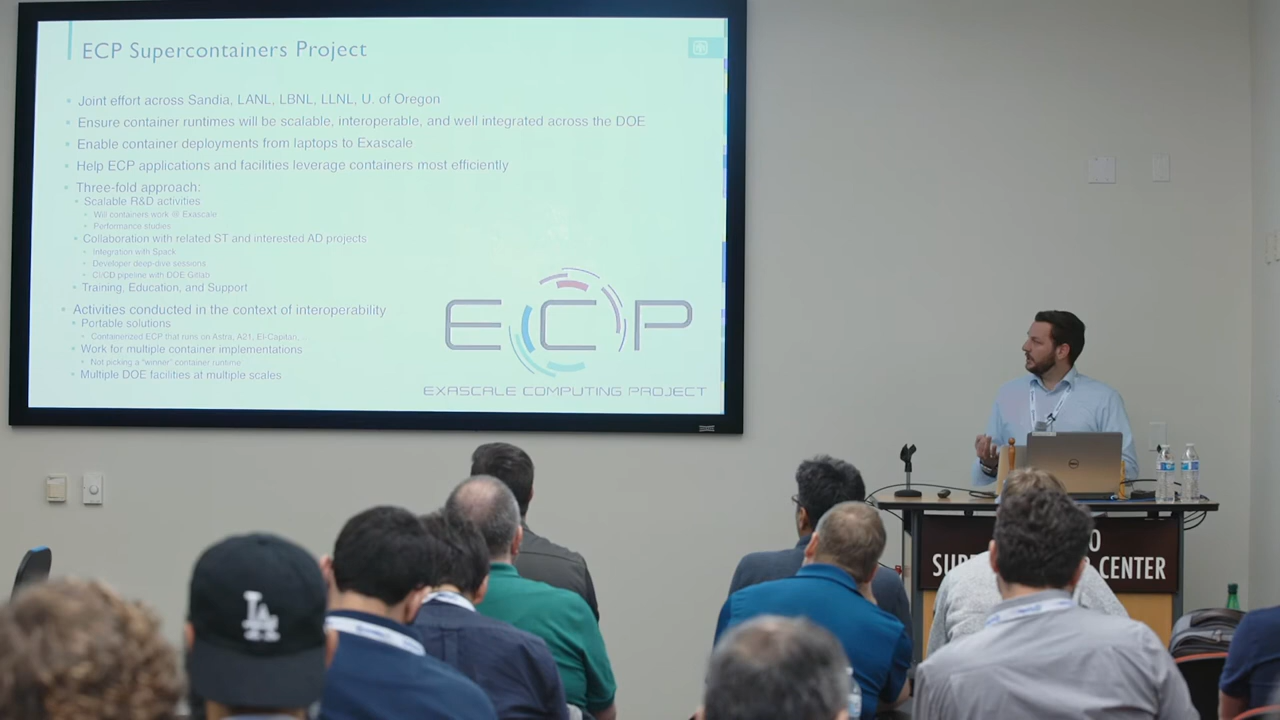 ECP Supercontainers Project
Joint effort across Sandia, LANL, LBNL, LLNL, U. of Oregon
Ensure container runtimes will be scalable, interoperable, and well integrated across the DOE
Enable container deployments from laptops to Exascale
Help ECP applications and facilities leverage containers most efficiently
Three-fold approach:
Scalable R&D activities
Will containers work @ Exascale
Performance studies
Collaboration with related ST and interested AD projects
Integration with Spack
Developer deep-dive sessions
CI/CD pipeline with DOE Gitlab
Training, Education, and Support
Activities conducted in the context of interoperability
Portable solutions
Containerized ECP that runs on Astra, A21, El-Capitan,
Work for multiple container implementations
Not picking a "winner" container runtime
Multiple DOE facilities at multiple scales
ECP
EXASCALE COMPUTING PROJECT
DELL
CENTER
LA